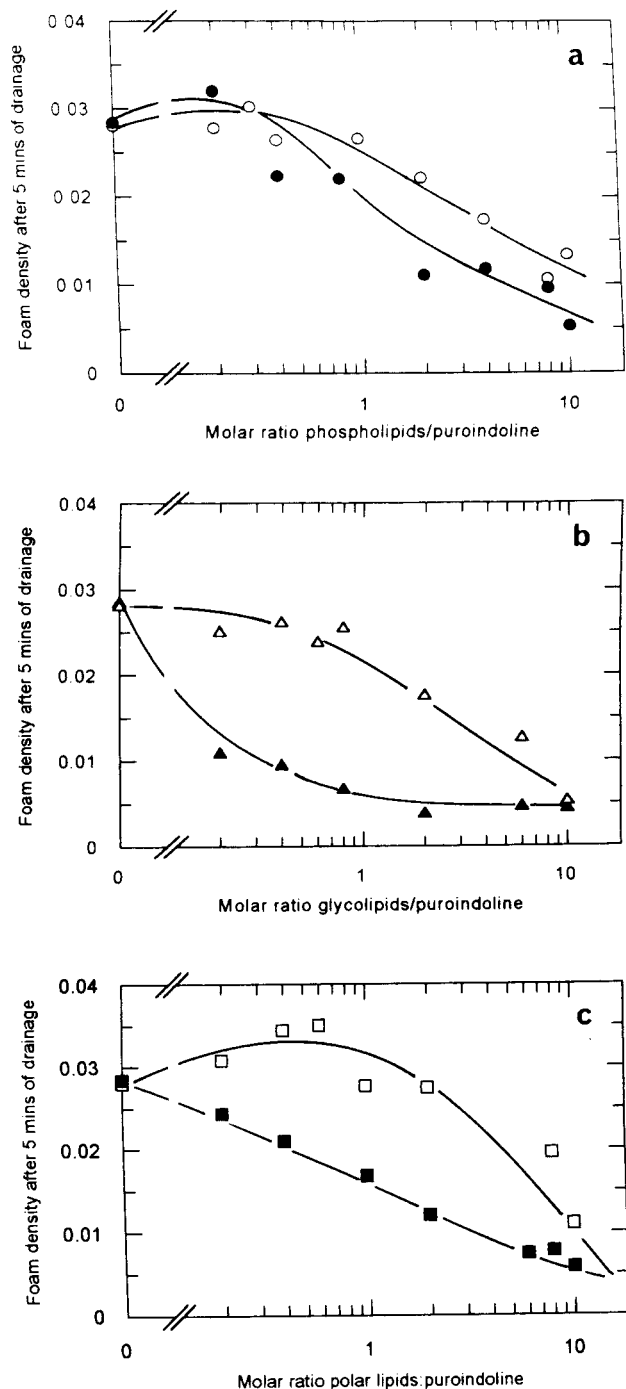 a
0 04
0 03
0 02
0 01
0
Foam density after 5 mins of drainage
0 1 10
Molar ratio phospholipids/puroindoline
b
0.04
0.03
0.02
0.01
0
Foam density after 5 mins of drainage
0 1 10
Molar ratio glycolipids/puroindoline
c
0.04
0.03
0.02
0.01
0
Foam density after 5 mins of drainage
0 1 10
Molar ratio polar lipids:puroindoline